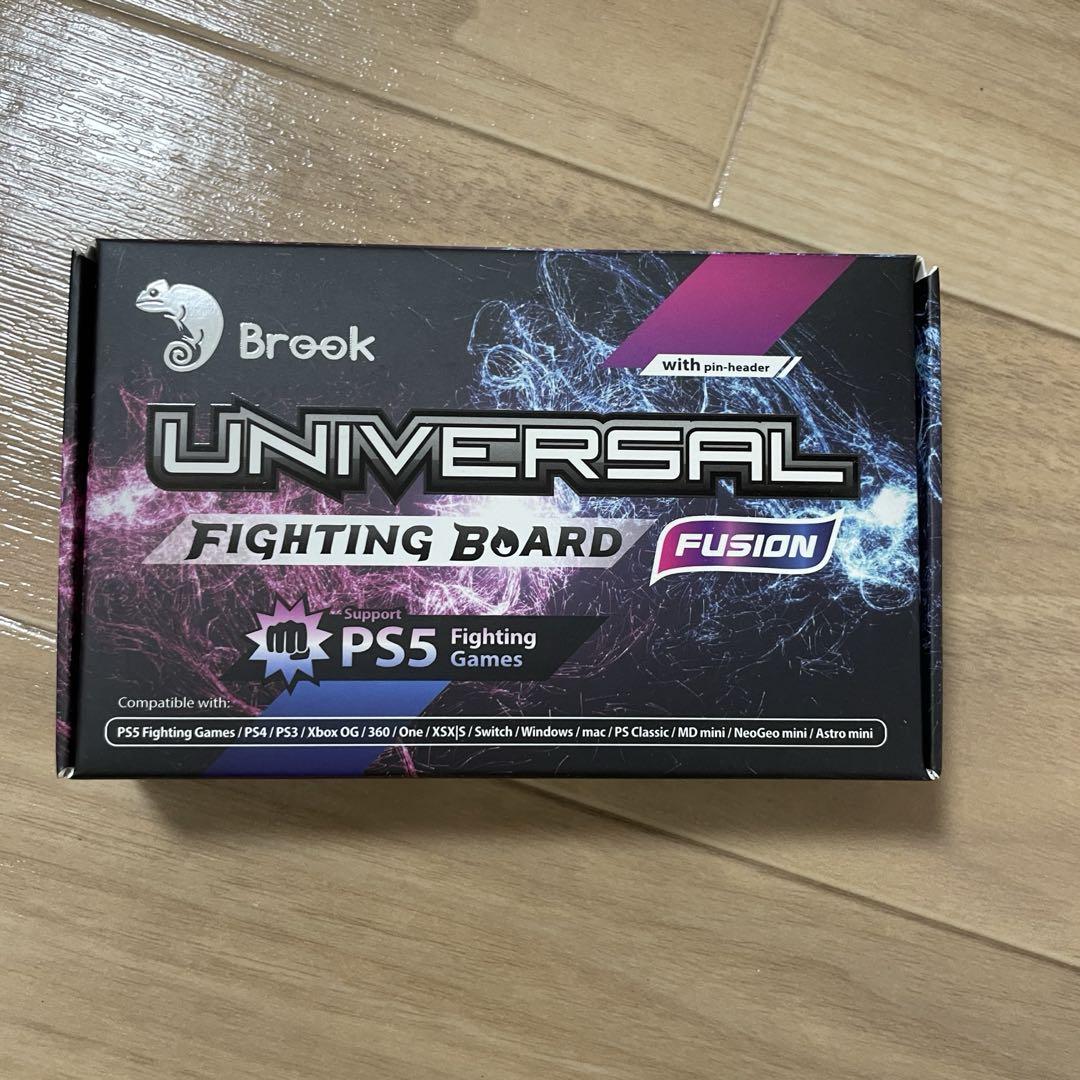 Brook
with pin-header
UNIVERSAL
FIGHTING BOARD FUSION
Support
PS5 Fighting Games
Compatible with:
PS5 Fighting Games / PS4 / PS3 / Xbox OG / 360 / One / XSX|S / Switch / Windows / mac / PS Classic / MD mini / NeoGeo mini / Astro mini